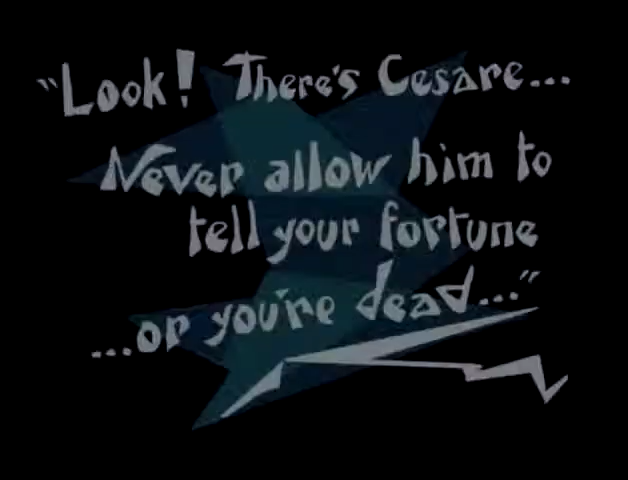 "Look! There's Cesare...
Never allow him to
tell your fortune
...or you're dead..."